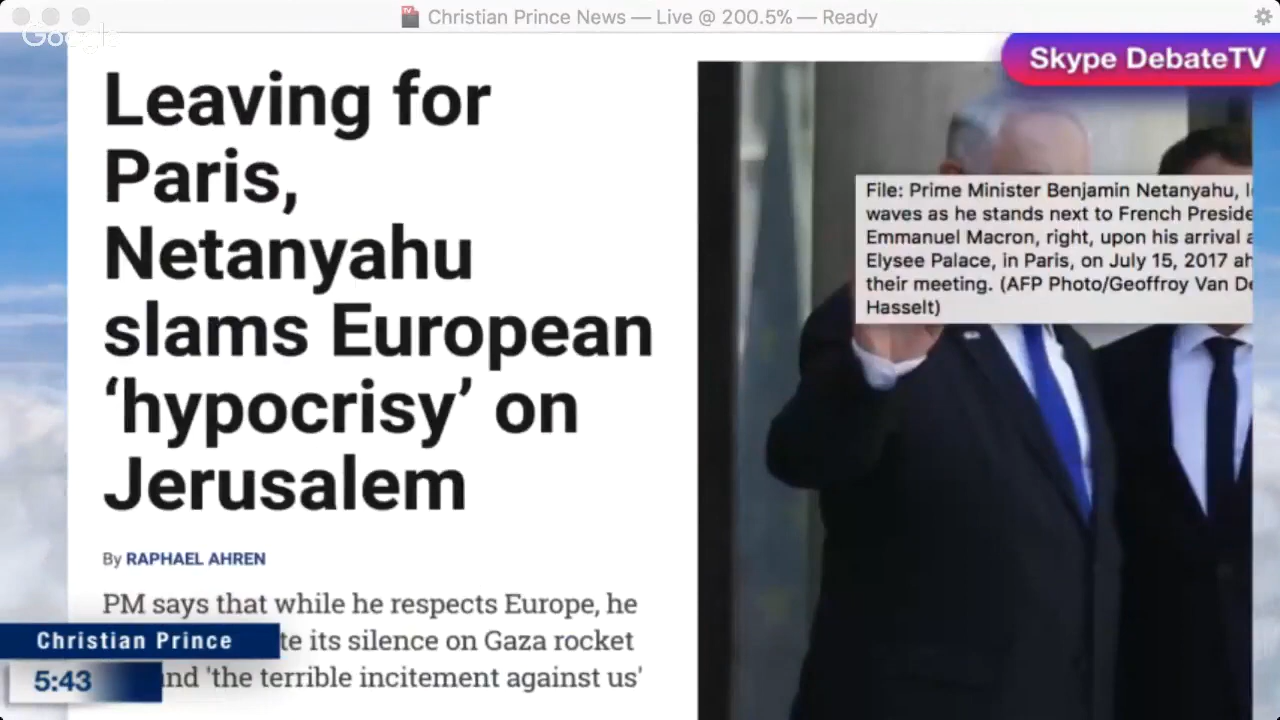 Christian Prince News — Live @ 200.5% — Ready
Google
Skype DebateTV
Leaving for
Paris,
Netanyahu
slams European
‘hypocrisy’ on
Jerusalem
By RAPHAEL AHREN
PM says that while he respects Europe, he
te its silence on Gaza rocket
and 'the terrible incitement against us'
File: Prime Minister Benjamin Netanyahu, l
waves as he stands next to French Preside
Emmanuel Macron, right, upon his arrival a
Elysee Palace, in Paris, on July 15, 2017 ah
their meeting. (AFP Photo/Geoffroy Van De
Hasselt)
Christian Prince
5:43